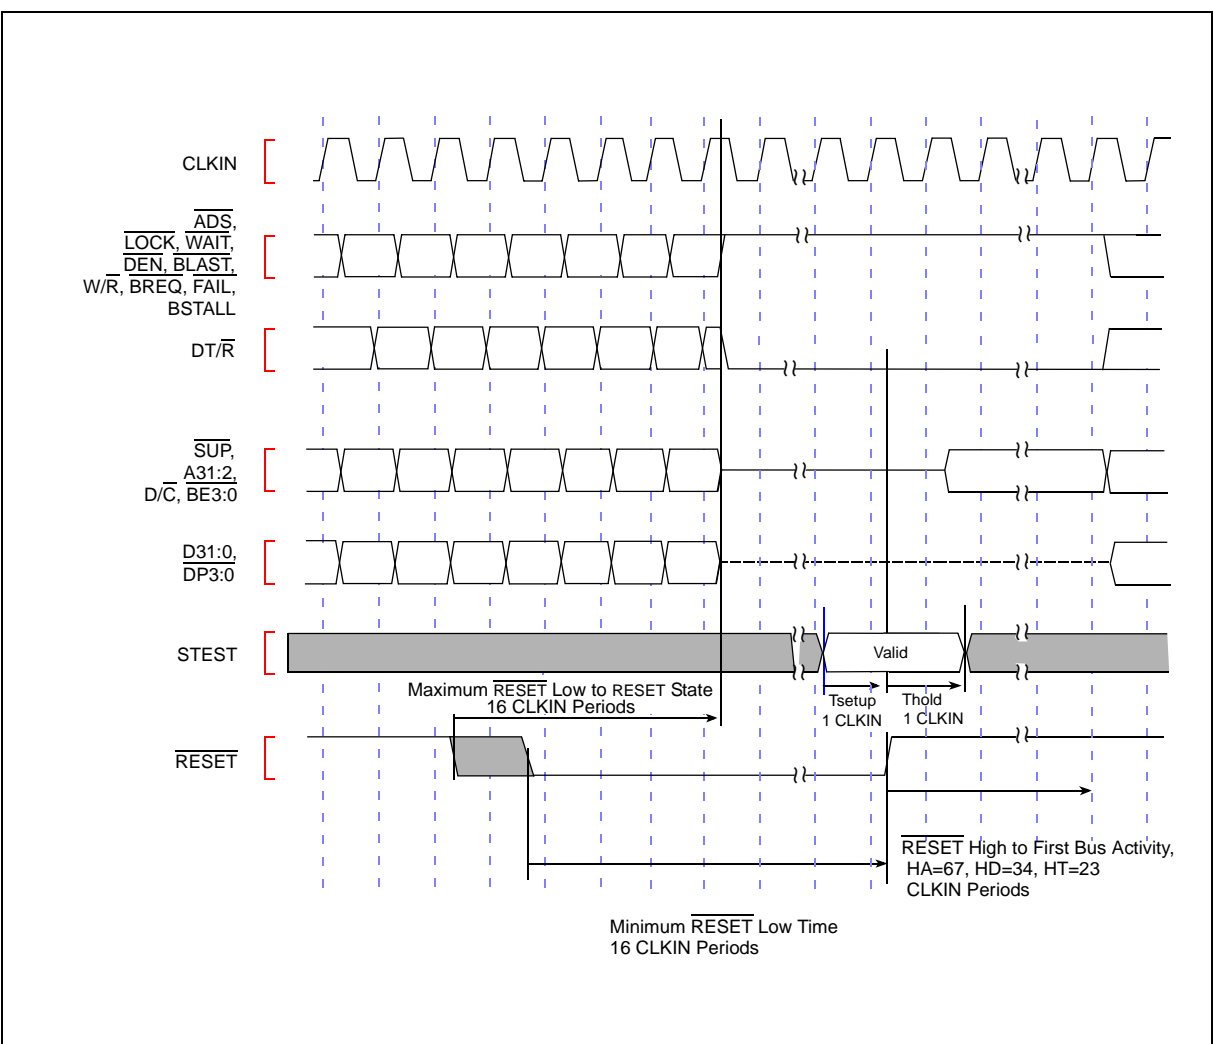 CLKIN
ADS,
LOCK, WAIT,
DEN, BLAST,
W/R, BREQ, FAIL,
BSTALL
DT/R
SUP,
A31:2,
D/C, BE3:0
D31:0,
DP3:0
STEST
Valid
Maximum RESET Low to RESET State
16 CLKIN Periods
Tsetup
1 CLKIN
Thold
1 CLKIN
RESET
RESET High to First Bus Activity,
HA=67, HD=34, HT=23
CLKIN Periods
Minimum RESET Low Time
16 CLKIN Periods